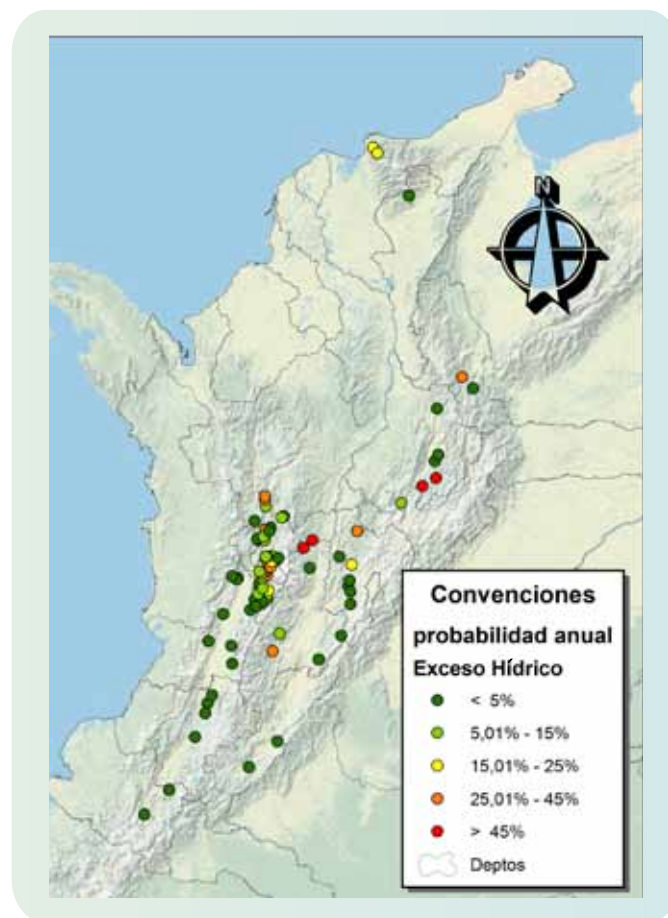 N
Convenciones
probabilidad anual
Exceso Hídrico
< 5%
5,01% - 15%
15,01% - 25%
25,01% - 45%
> 45%
Deptos